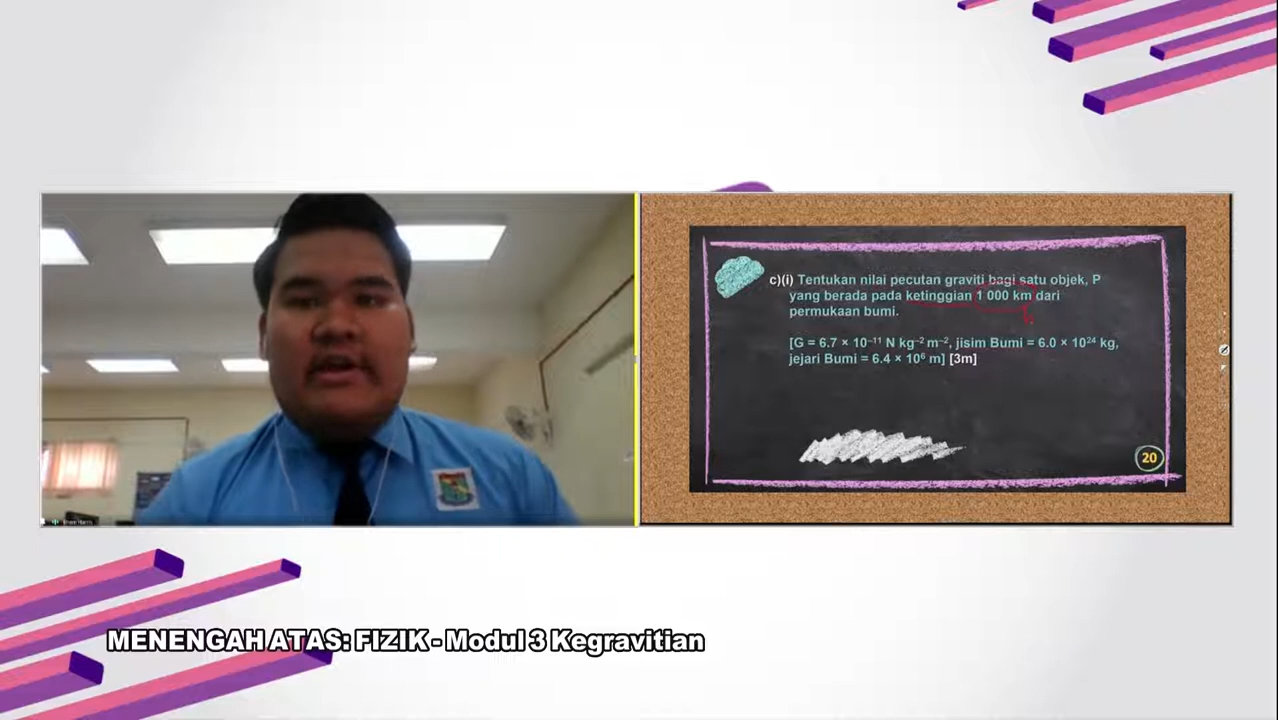 c)(i) Tentukan nilai pecutan graviti bagi satu objek, P
yang berada pada ketinggian 1 000 km dari
permukaan bumi.
[G = 6.7 × 10⁻¹¹ N kg⁻² m⁻², jisim Bumi = 6.0 × 10²⁴ kg,
jejari Bumi = 6.4 × 10⁶ m] [3m]
20
MENENGAH ATAS: FIZIK - Modul 3 Kegravitian